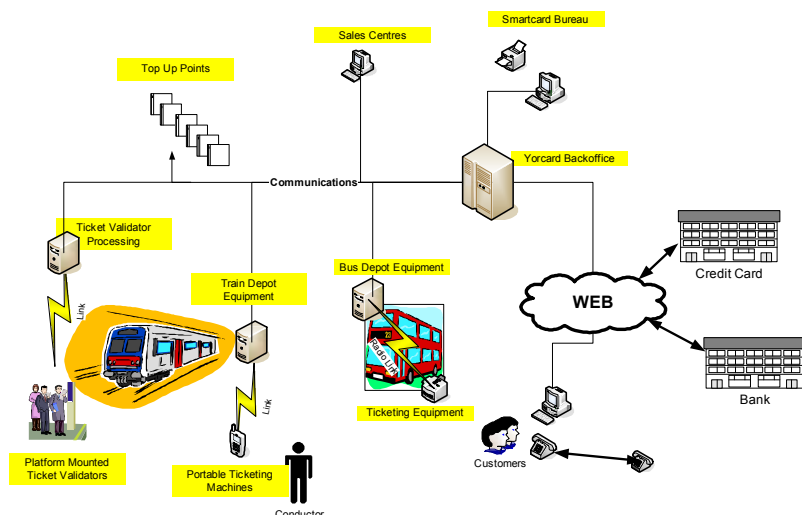 Smartcard Bureau
Sales Centres
Top Up Points
Yorcard Backoffice
Communications
Ticket Validator
Processing
Bus Depot Equipment
Train Depot
Equipment
Link
WEB
Credit Card
Radio Link
Link
Ticketing Equipment
Bank
Customers
Platform Mounted
Ticket Validators
Portable Ticketing
Machines
Conductor